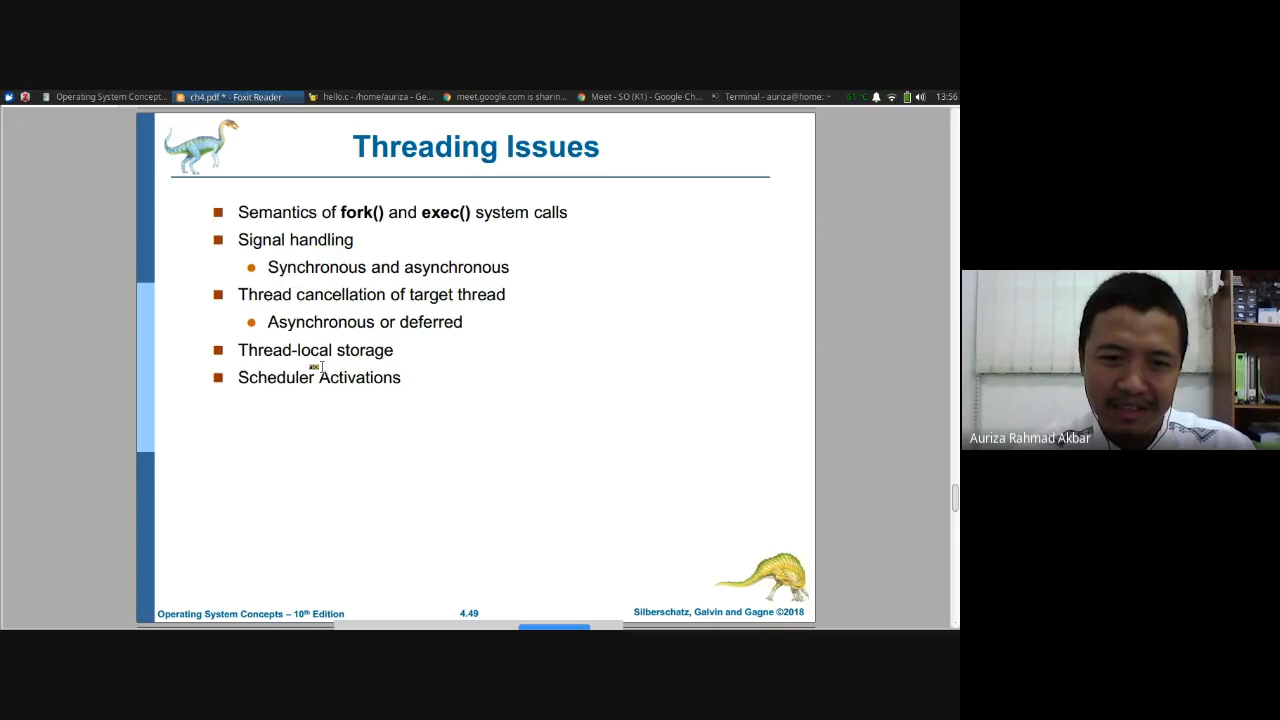 Operating System Concept...
ch4.pdf * - Foxit Reader
hello.c - /home/auriza - Ge...
meet.google.com is sharin...
Meet - SO (K1) - Google Ch...
Terminal - auriza@home: ~
61°C
13:56
Threading Issues
Semantics of fork() and exec() system calls
Signal handling
Synchronous and asynchronous
Thread cancellation of target thread
Asynchronous or deferred
Thread-local storage
abc
Scheduler Activations
Auriza Rahmad Akbar
Operating System Concepts – 10th Edition
4.49
Silberschatz, Galvin and Gagne ©2018